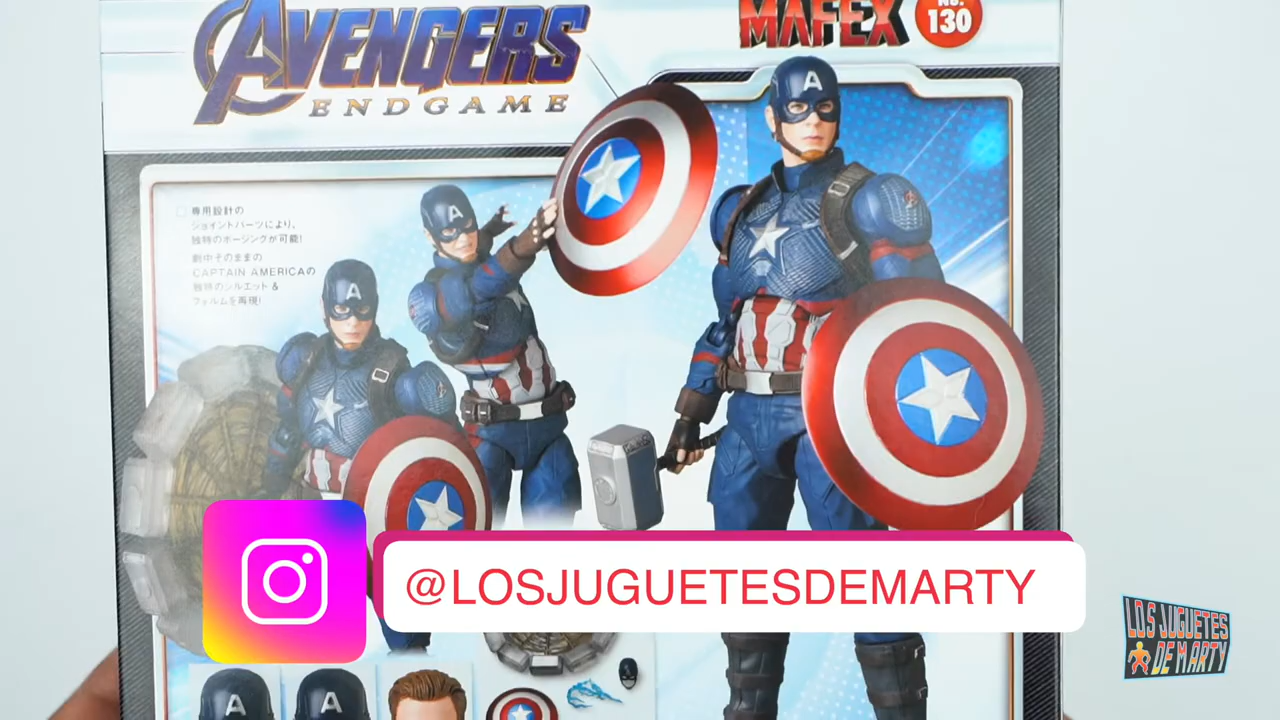 AVENGERS
ENDGAME
MAFEX
No.
130
専用設計の
ジョイントパーツにより、
独特のポージングが可能!
劇中そのままの
CAPTAIN AMERICAの
独特のシルエット &
フォルムを再現!
A
A
A
@LOSJUGUETESDEMARTY
LOS JUGUETES
DE MARTY
A
A